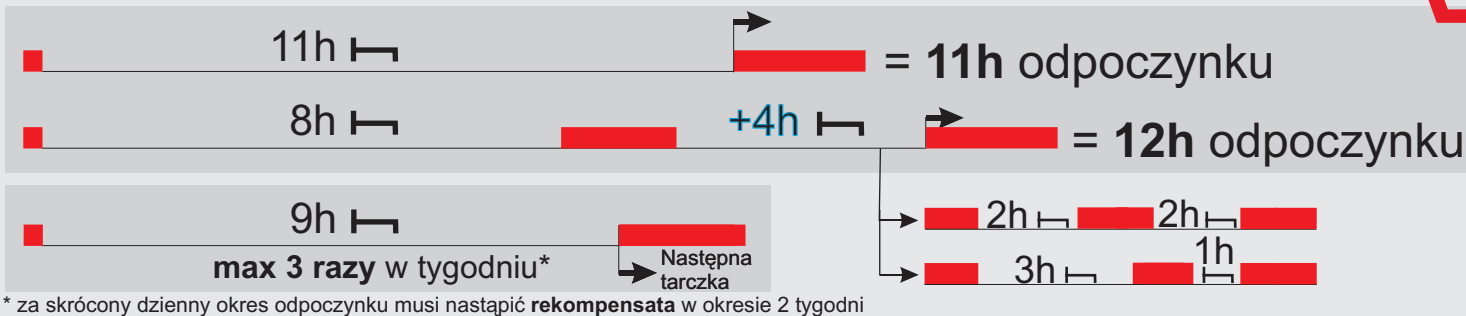 11h
= 11h odpoczynku
8h
+4h
= 12h odpoczynku
9h
max 3 razy w tygodniu*
Następna
tarczka
2h
2h
3h
1h
* za skrócony dzienny okres odpoczynku musi nastąpić rekompensata w okresie 2 tygodni